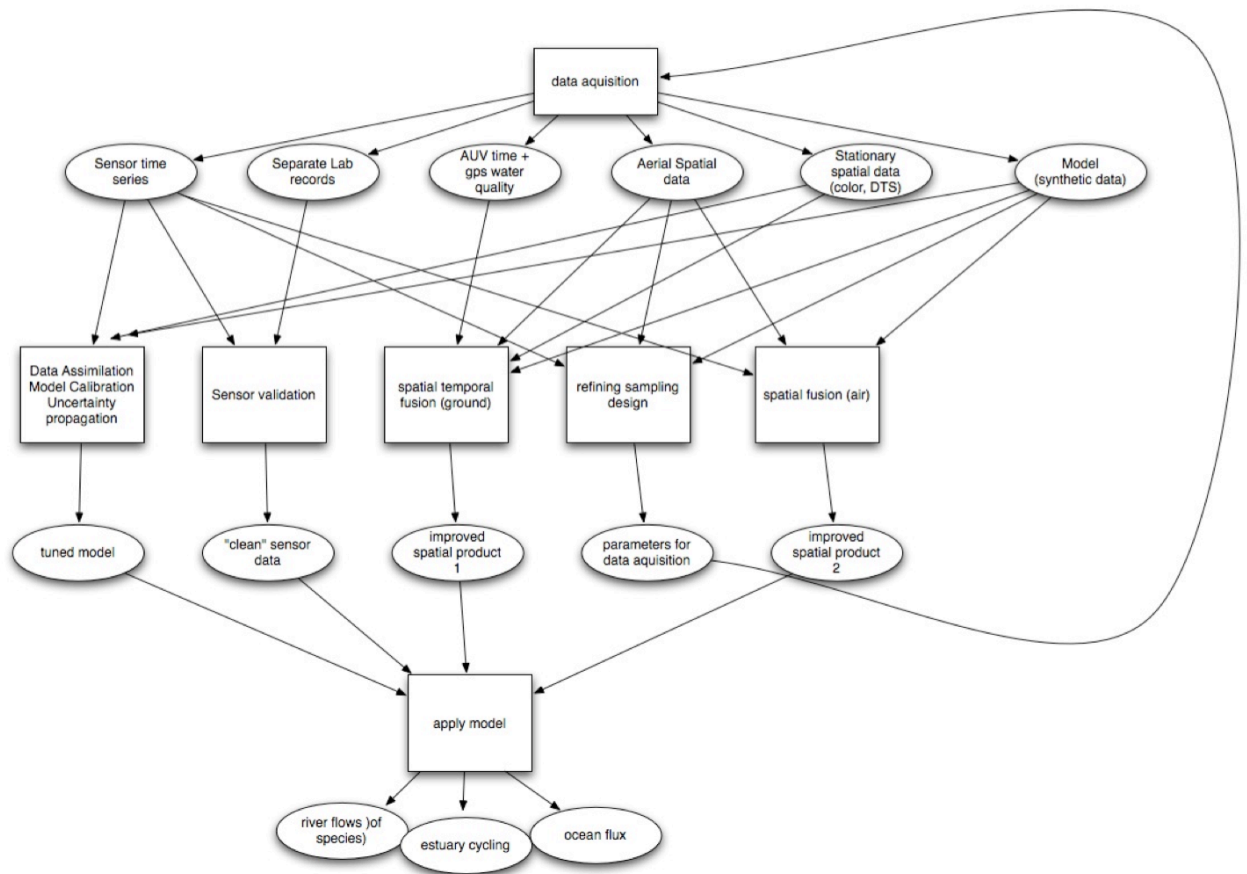 data aquisition
Sensor time
series
Separate Lab
records
AUV time +
gps water
quality
Aerial Spatial
data
Stationary
spatial data
(color, DTS)
Model
(synthetic data)
Data Assimilation
Model Calibration
Uncertainty
propagation
Sensor validation
spatial temporal
fusion (ground)
refining sampling
design
spatial fusion (air)
tuned model
"clean" sensor
data
improved
spatial product
1
parameters for
data aquisition
improved
spatial product
2
apply model
river flows )of
species)
estuary cycling
ocean flux